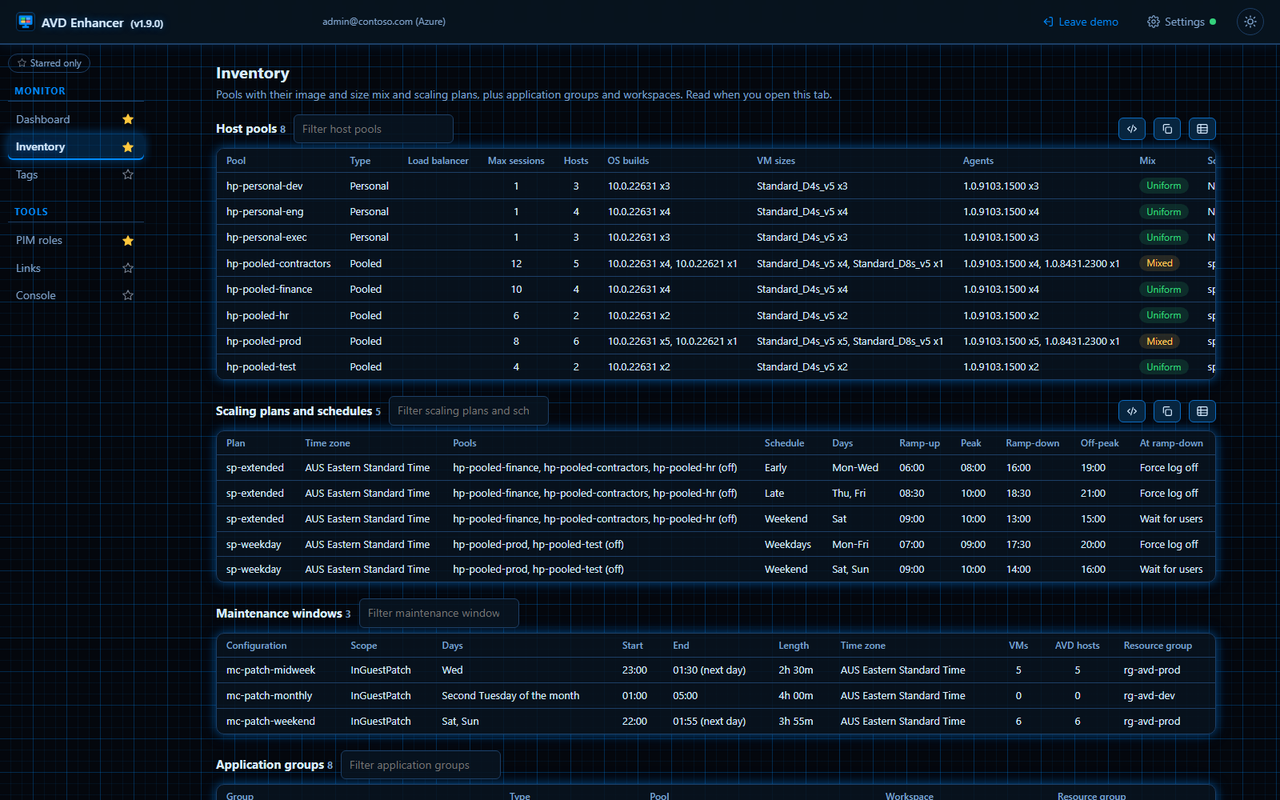 AVD Enhancer (v1.9.0) admin@contoso.com (Azure) Leave demo Settings
Starred only
MONITOR
Dashboard
Inventory
Tags
TOOLS
PIM roles
Links
Console
Inventory
Pools with their image and size mix and scaling plans, plus application groups and workspaces. Read when you open this tab.
Host pools 8 Filter host pools
Pool Type Load balancer Max sessions Hosts OS builds VM sizes Agents Mix
hp-personal-dev Personal 1 3 10.0.22631 x3 Standard_D4s_v5 x3 1.0.9103.1500 x3 Uniform N
hp-personal-eng Personal 1 4 10.0.22631 x4 Standard_D4s_v5 x4 1.0.9103.1500 x4 Uniform N
hp-personal-exec Personal 1 3 10.0.22631 x3 Standard_D4s_v5 x3 1.0.9103.1500 x3 Uniform N
hp-pooled-contractors Pooled 12 5 10.0.22631 x4, 10.0.22621 x1 Standard_D4s_v5 x4, Standard_D8s_v5 x1 1.0.9103.1500 x4, 1.0.8431.2300 x1 Mixed sp
hp-pooled-finance Pooled 10 4 10.0.22631 x4 Standard_D4s_v5 x4 1.0.9103.1500 x4 Uniform sp
hp-pooled-hr Pooled 6 2 10.0.22631 x2 Standard_D4s_v5 x2 1.0.9103.1500 x2 Uniform sp
hp-pooled-prod Pooled 8 6 10.0.22631 x5, 10.0.22621 x1 Standard_D4s_v5 x5, Standard_D8s_v5 x1 1.0.9103.1500 x5, 1.0.8431.2300 x1 Mixed sp
hp-pooled-test Pooled 4 2 10.0.22631 x2 Standard_D4s_v5 x2 1.0.9103.1500 x2 Uniform sp
Scaling plans and schedules 5 Filter scaling plans and sch
Plan Time zone Pools Schedule Days Ramp-up Peak Ramp-down Off-peak At ramp-down
sp-extended AUS Eastern Standard Time hp-pooled-finance, hp-pooled-contractors, hp-pooled-hr (off) Early Mon-Wed 06:00 08:00 16:00 19:00 Force log off
sp-extended AUS Eastern Standard Time hp-pooled-finance, hp-pooled-contractors, hp-pooled-hr (off) Late Thu, Fri 08:30 10:00 18:30 21:00 Force log off
sp-extended AUS Eastern Standard Time hp-pooled-finance, hp-pooled-contractors, hp-pooled-hr (off) Weekend Sat 09:00 10:00 13:00 15:00 Wait for users
sp-weekday AUS Eastern Standard Time hp-pooled-prod, hp-pooled-test (off) Weekdays Mon-Fri 07:00 09:00 17:30 20:00 Force log off
sp-weekday AUS Eastern Standard Time hp-pooled-prod, hp-pooled-test (off) Weekend Sat, Sun 09:00 10:00 14:00 16:00 Wait for users
Maintenance windows 3 Filter maintenance window
Configuration Scope Days Start End Length Time zone VMs AVD hosts Resource group
mc-patch-midweek InGuestPatch Wed 23:00 01:30 (next day) 2h 30m AUS Eastern Standard Time 5 5 rg-avd-prod
mc-patch-monthly InGuestPatch Second Tuesday of the month 01:00 05:00 4h 00m AUS Eastern Standard Time 0 0 rg-avd-dev
mc-patch-weekend InGuestPatch Sat, Sun 22:00 01:55 (next day) 3h 55m AUS Eastern Standard Time 6 6 rg-avd-prod
Application groups 8 Filter application groups
Group Type Pool Workspace Resource group